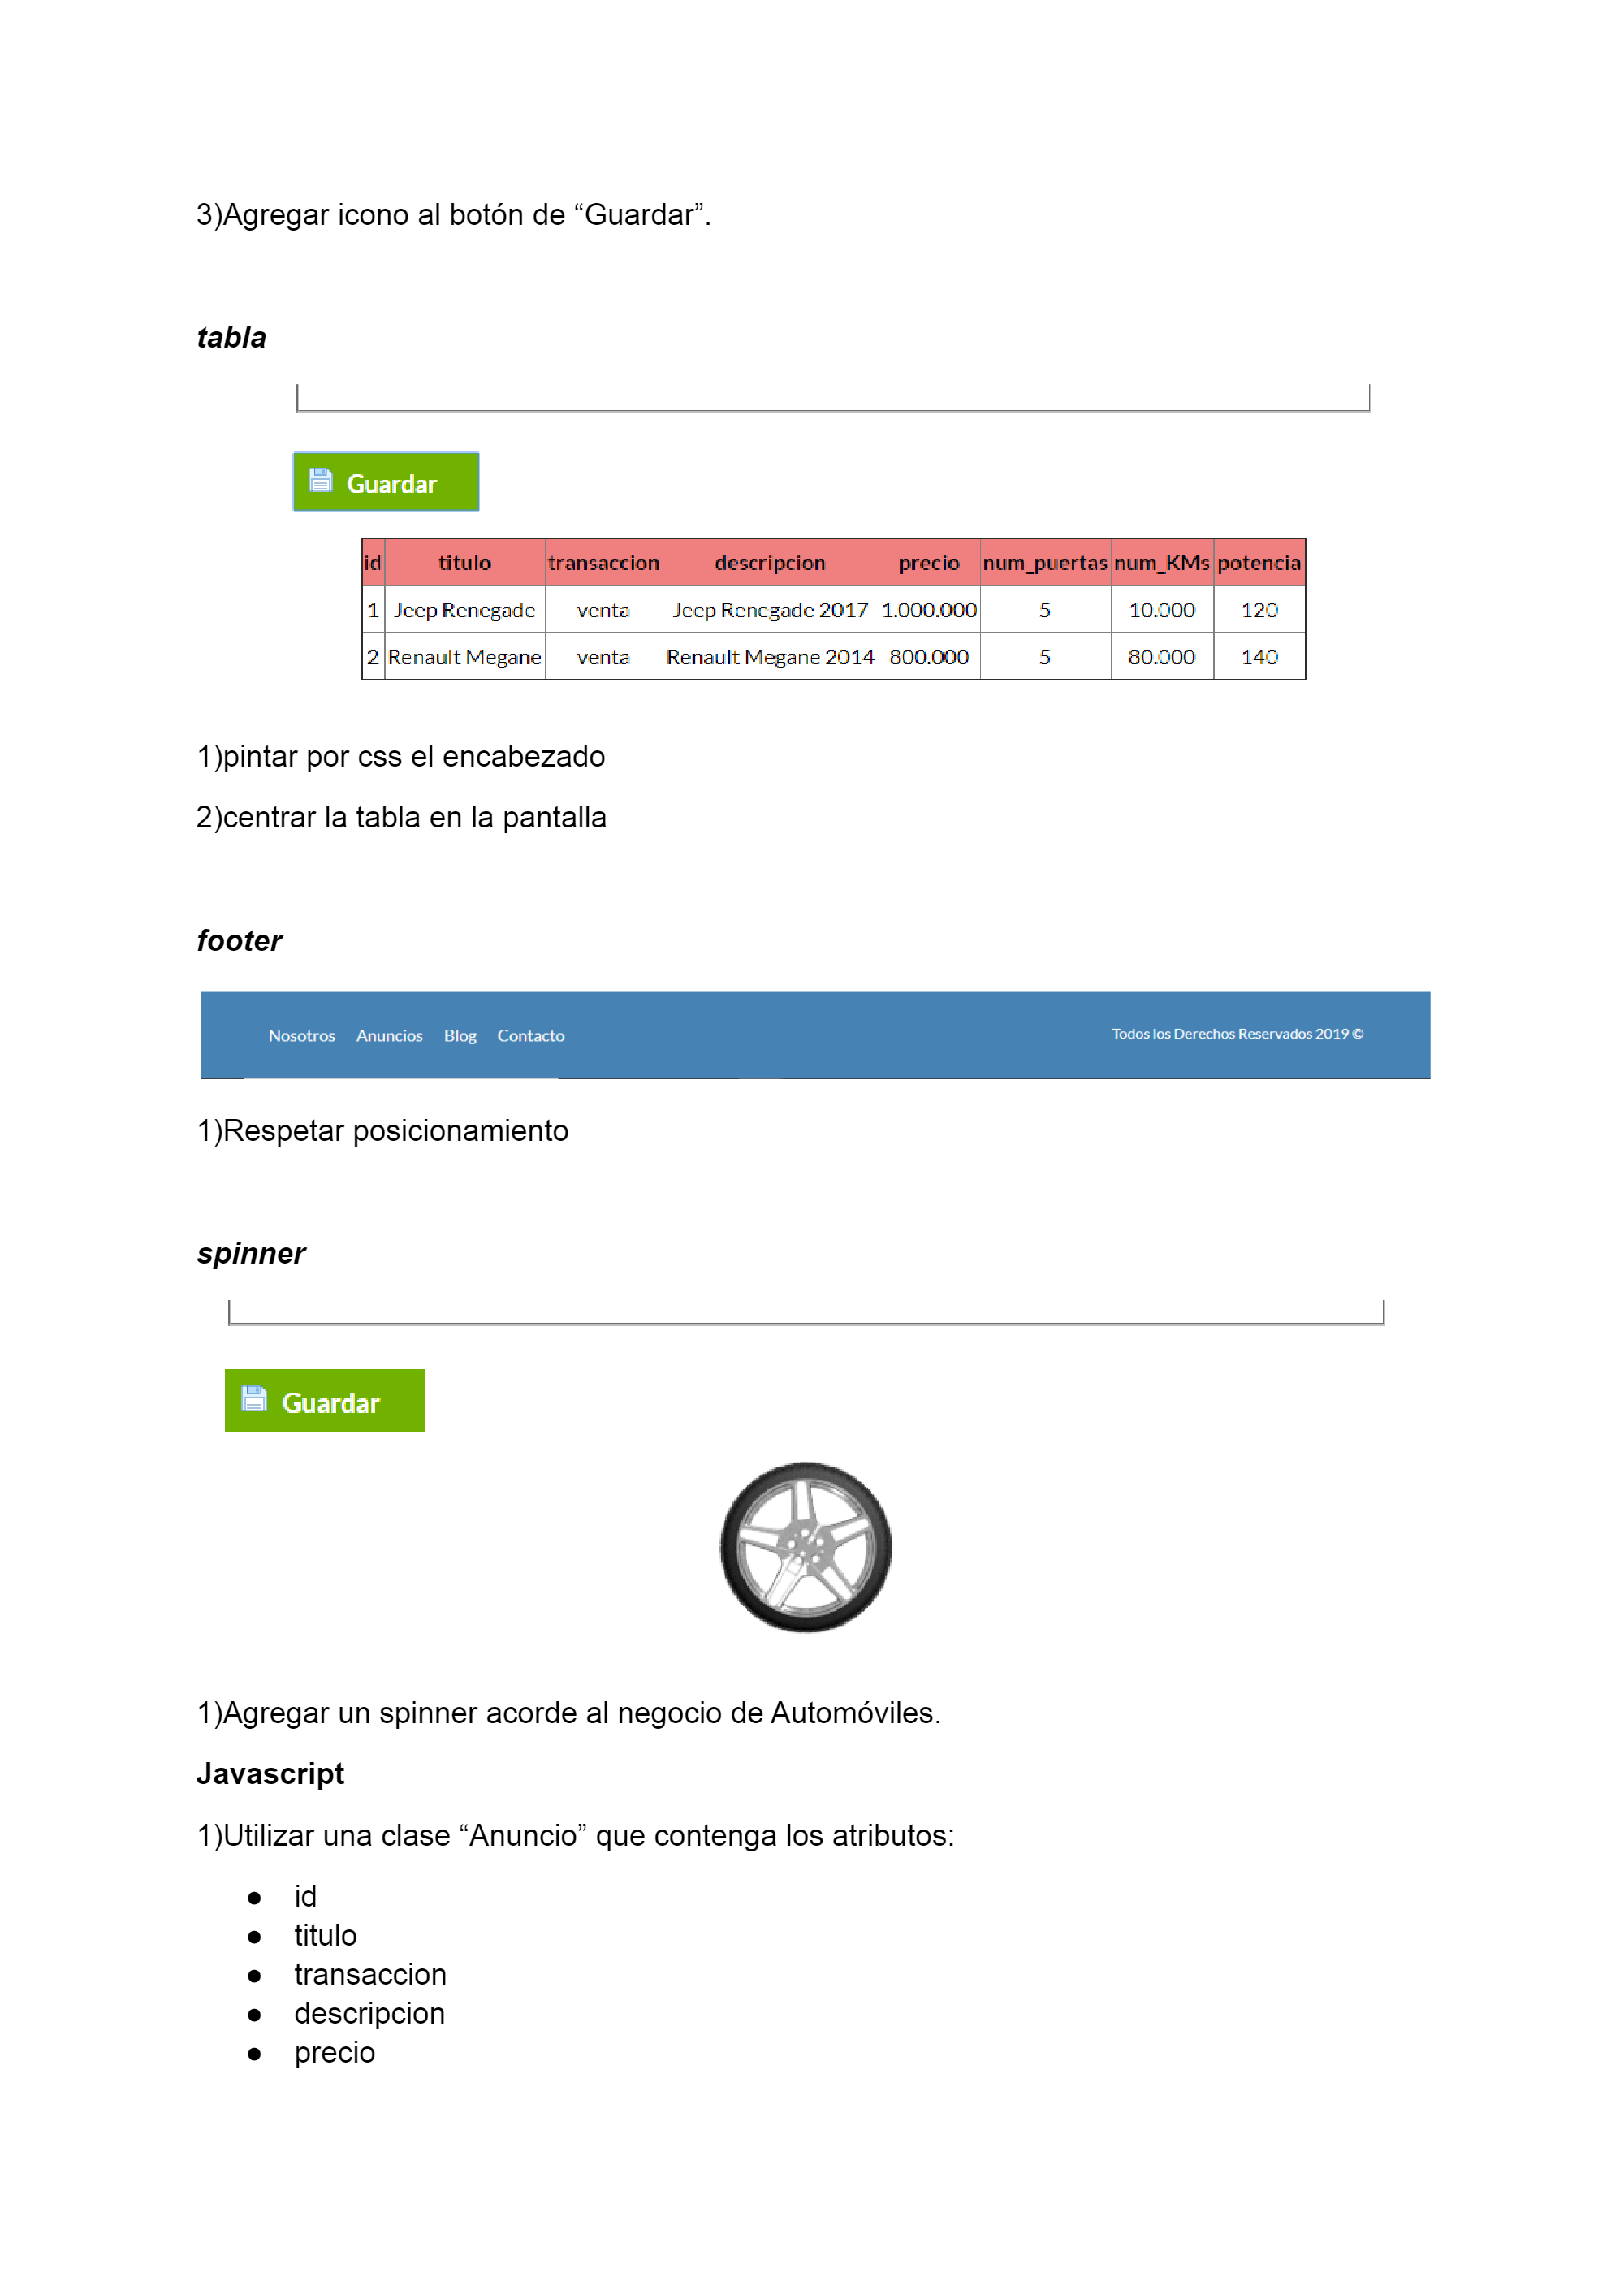 3)Agregar icono al botón de “Guardar”.
tabla
Guardar
id titulo transaccion descripcion precio num_puertas num_KMs potencia
1 Jeep Renegade venta Jeep Renegade 2017 1.000.000 5 10.000 120
2 Renault Megane venta Renault Megane 2014 800.000 5 80.000 140
1)pintar por css el encabezado
2)centrar la tabla en la pantalla
footer
Nosotros Anuncios Blog Contacto Todos los Derechos Reservados 2019 ©
1)Respetar posicionamiento
spinner
Guardar
1)Agregar un spinner acorde al negocio de Automóviles.
Javascript
1)Utilizar una clase “Anuncio” que contenga los atributos:
● id
● titulo
● transaccion
● descripcion
● precio